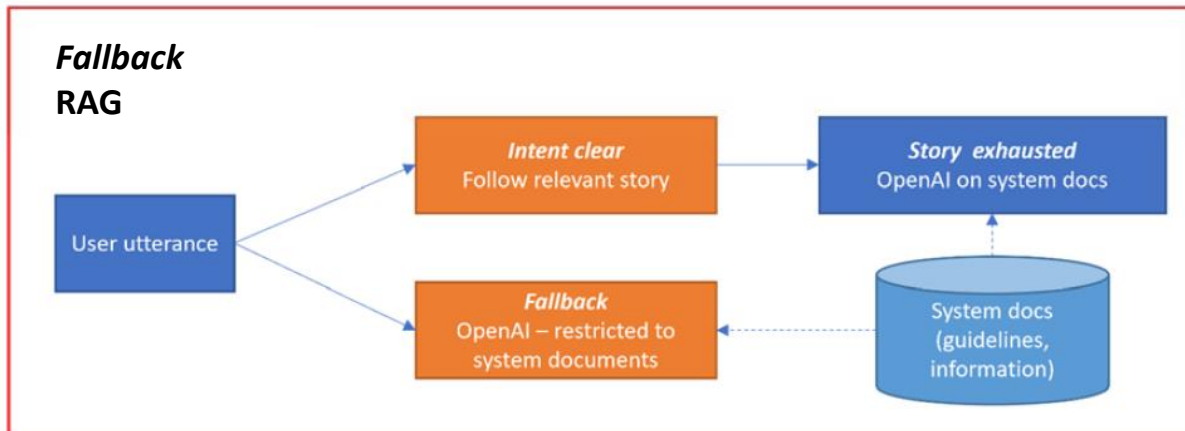 Fallback
RAG
User utterance
Intent clear
Follow relevant story
Story exhausted
OpenAI on system docs
Fallback
OpenAI – restricted to
system documents
System docs
(guidelines,
information)